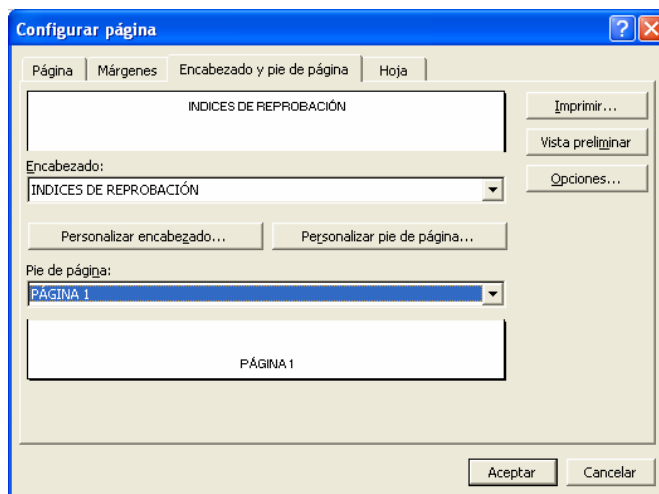 Configurar página
Página Márgenes Encabezado y pie de página Hoja
INDICES DE REPROBACIÓN
Imprimir...
Vista preliminar
Encabezado:
Opciones...
INDICES DE REPROBACIÓN
Personalizar encabezado... Personalizar pie de página...
Pie de página:
PÁGINA 1
PÁGINA 1
Aceptar Cancelar